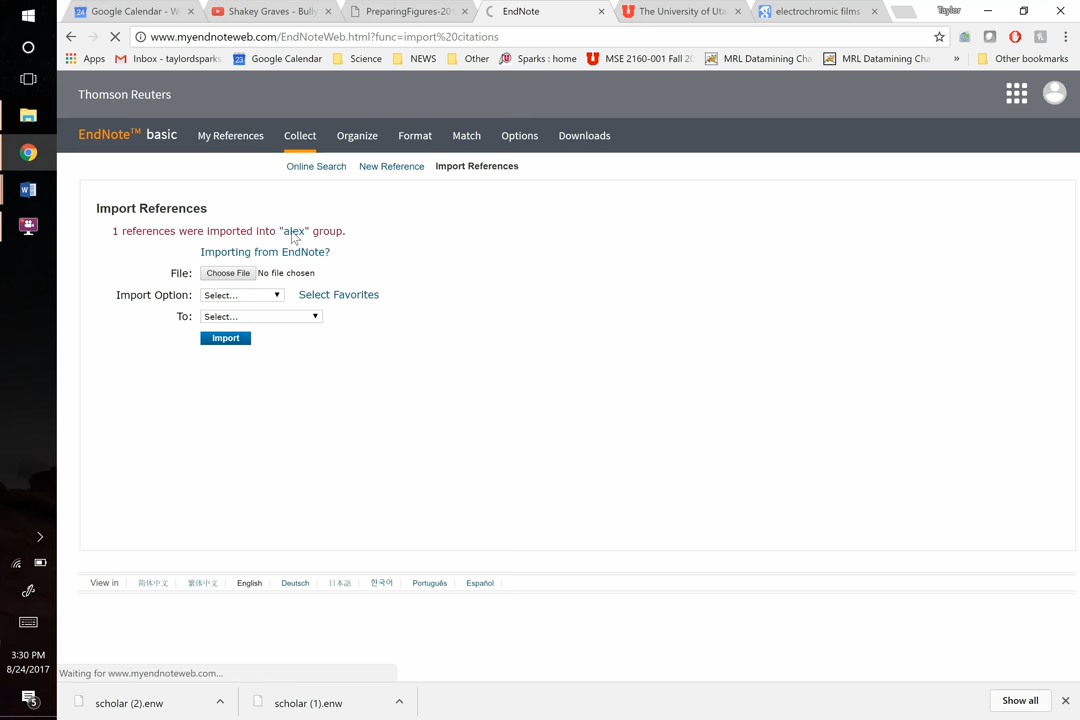 Google Calendar - W
Shakey Graves - Bully
PreparingFigures-201
EndNote
The University of Uta
electrochromic films
Taylor
www.myendnoteweb.com/EndNoteWeb.html?func=import%20citations
Apps
Inbox - taylordsparks
Google Calendar
Science
NEWS
Other
Sparks : home
MSE 2160-001 Fall 20
MRL Datamining Cha
MRL Datamining Cha
»
Other bookmarks
Thomson Reuters
EndNote™ basic
My References
Collect
Organize
Format
Match
Options
Downloads
Online Search
New Reference
Import References
Import References
1 references were imported into "alex" group.
Importing from EndNote?
File: Choose File No file chosen
Import Option: Select... Select Favorites
To: Select...
Import
View in 简体中文 繁體中文 English Deutsch 日本語 한국어 Português Español
Waiting for www.myendnoteweb.com...
3:30 PM
8/24/2017
5
scholar (2).enw
scholar (1).enw
Show all